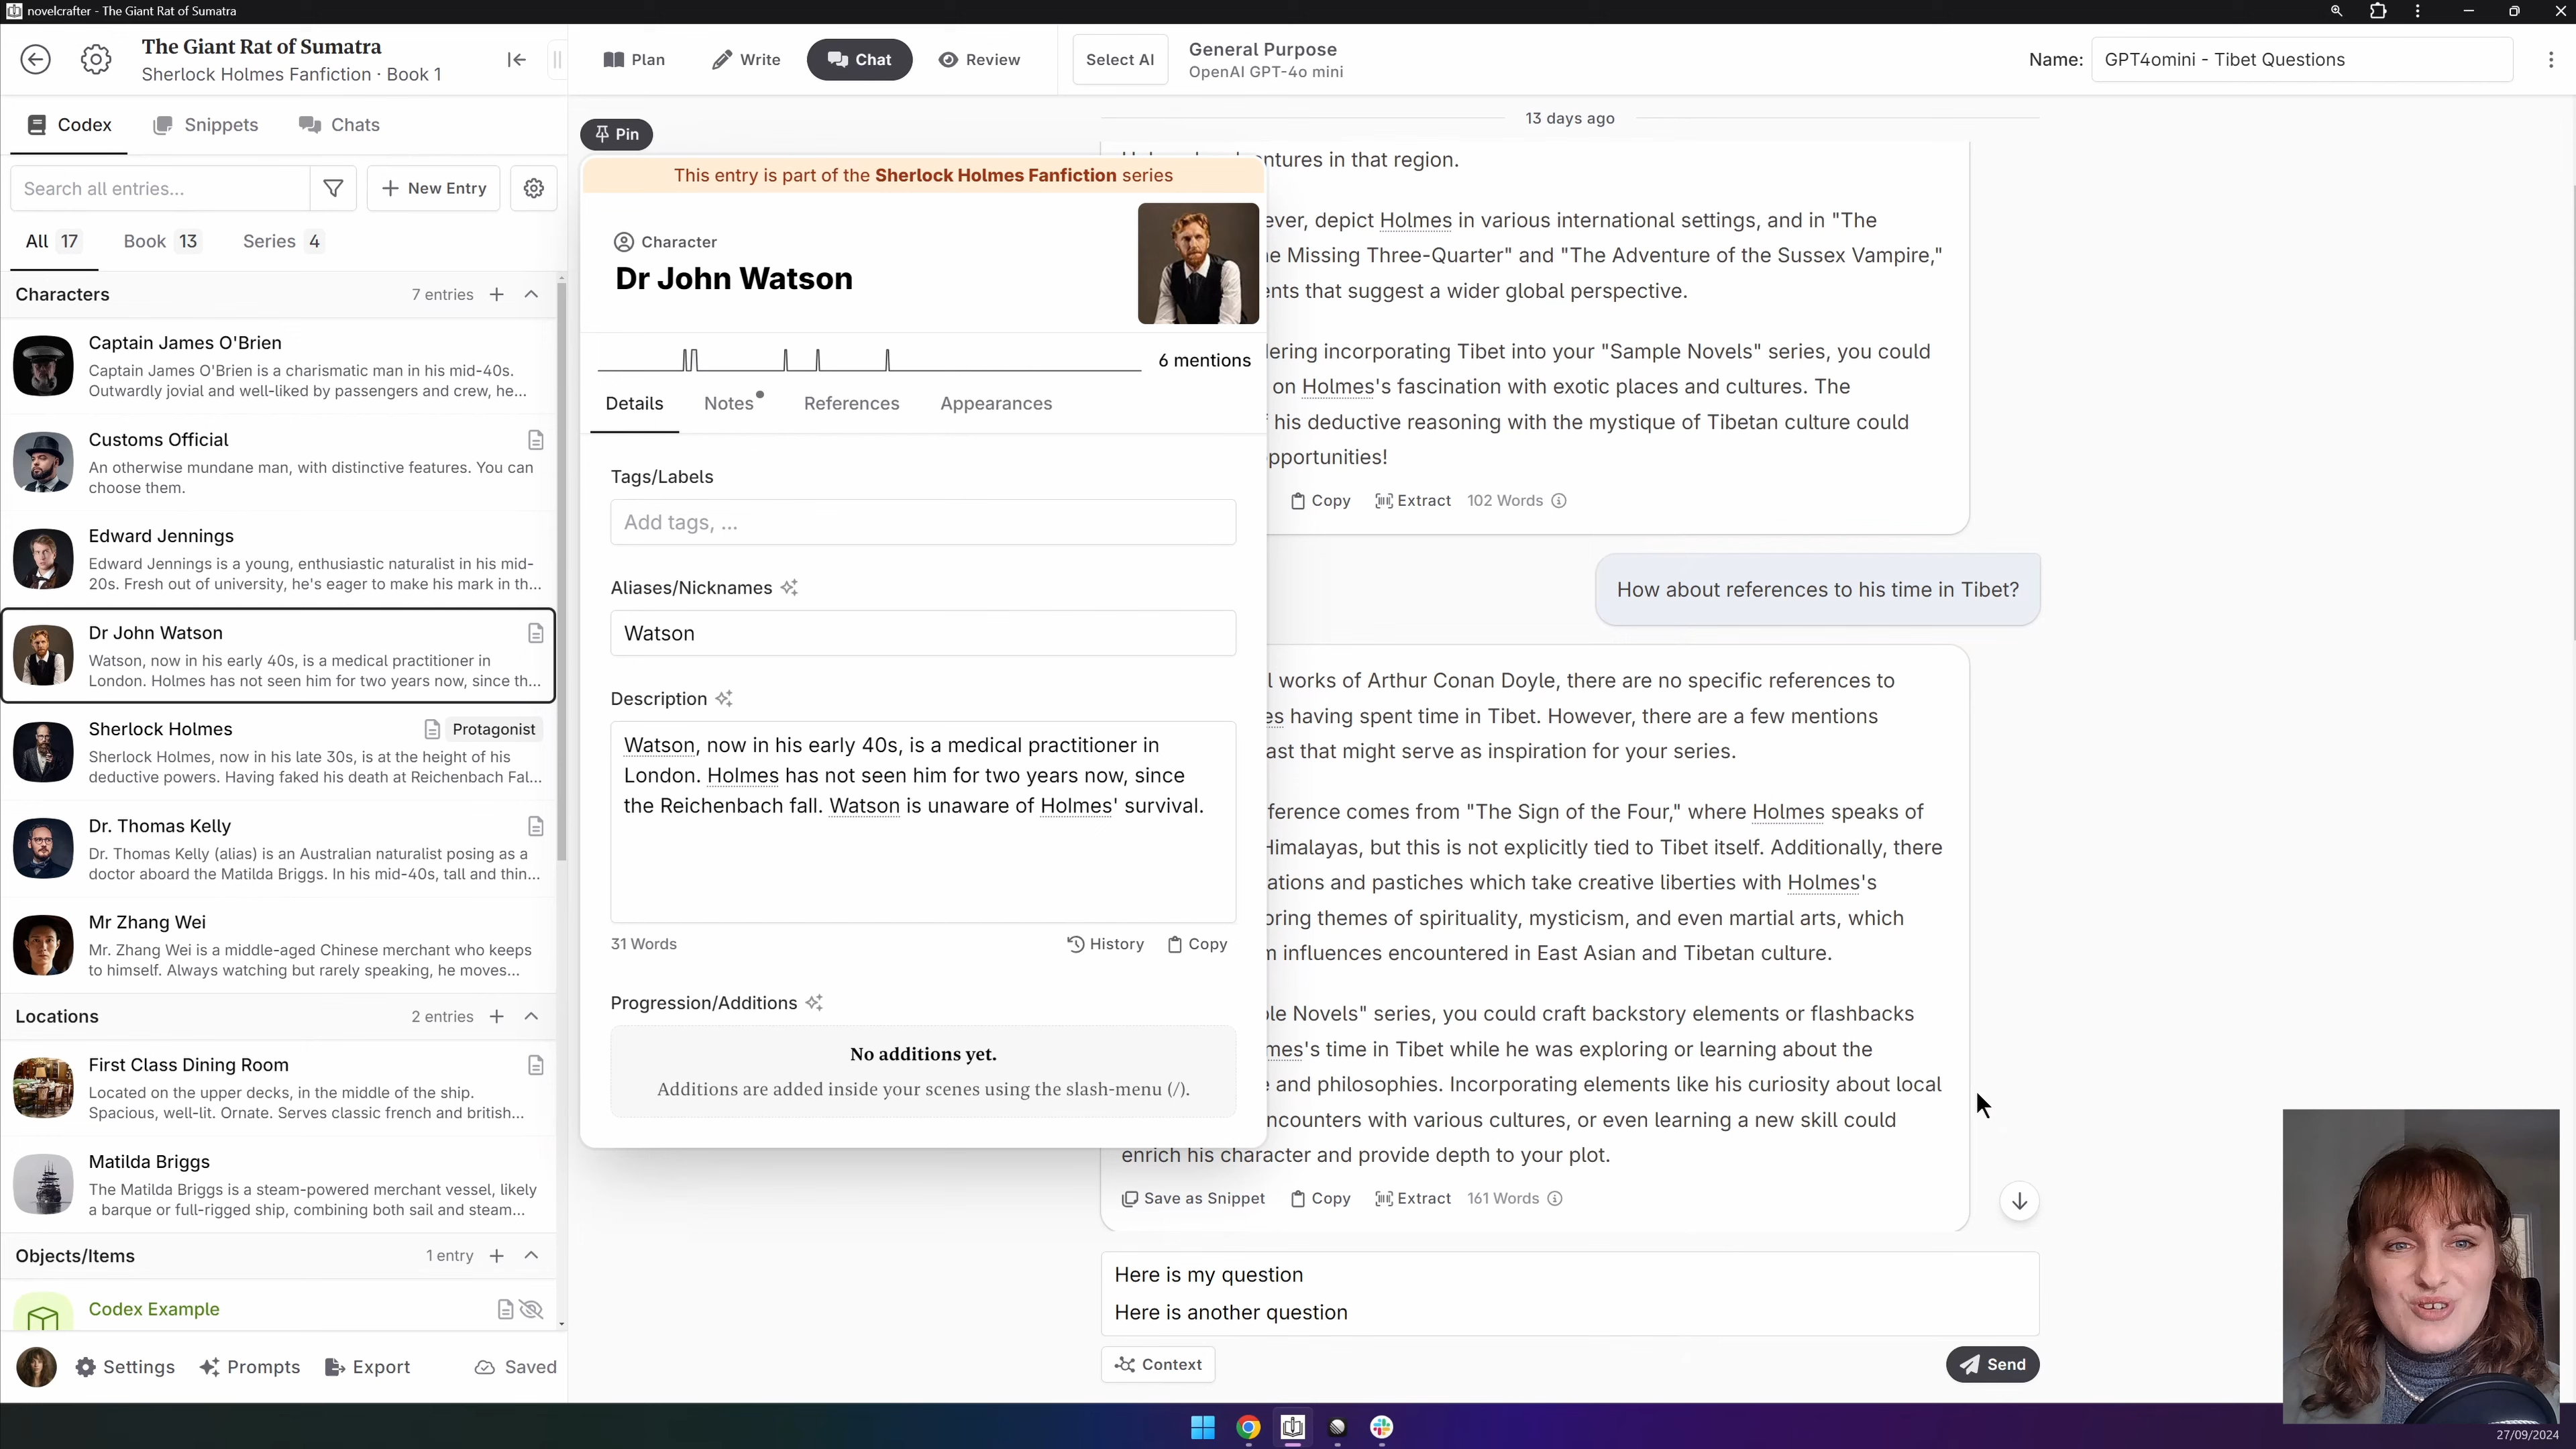 novelcrafter - The Giant Rat of Sumatra
The Giant Rat of Sumatra
Sherlock Holmes Fanfiction · Book 1
Plan
Write
Chat
Review
Select AI
General Purpose
OpenAI GPT-4o mini
Name:
GPT4omini - Tibet Questions
Codex
Snippets
Chats
Search all entries...
New Entry
All 17
Book 13
Series 4
Characters
7 entries
Captain James O'Brien
Captain James O'Brien is a charismatic man in his mid-40s.
Outwardly jovial and well-liked by passengers and crew, he...
Customs Official
An otherwise mundane man, with distinctive features. You can
choose them.
Edward Jennings
Edward Jennings is a young, enthusiastic naturalist in his mid-
20s. Fresh out of university, he's eager to make his mark in th...
Dr John Watson
Watson, now in his early 40s, is a medical practitioner in
London. Holmes has not seen him for two years now, since th...
Sherlock Holmes
Protagonist
Sherlock Holmes, now in his late 30s, is at the height of his
deductive powers. Having faked his death at Reichenbach Fal...
Dr. Thomas Kelly
Dr. Thomas Kelly (alias) is an Australian naturalist posing as a
doctor aboard the Matilda Briggs. In his mid-40s, tall and thin...
Mr Zhang Wei
Mr. Zhang Wei is a middle-aged Chinese merchant who keeps
to himself. Always watching but rarely speaking, he moves...
Locations
2 entries
First Class Dining Room
Located on the upper decks, in the middle of the ship.
Spacious, well-lit. Ornate. Serves classic french and british...
Matilda Briggs
The Matilda Briggs is a steam-powered merchant vessel, likely
a barque or full-rigged ship, combining both sail and steam...
Objects/Items
1 entry
Codex Example
Settings
Prompts
Export
Saved
Pin
This entry is part of the Sherlock Holmes Fanfiction series
Character
Dr John Watson
6 mentions
Details
Notes
References
Appearances
Tags/Labels
Add tags, ...
Aliases/Nicknames
Watson
Description
Watson, now in his early 40s, is a medical practitioner in
London. Holmes has not seen him for two years now, since
the Reichenbach fall. Watson is unaware of Holmes' survival.
31 Words
History
Copy
Progression/Additions
No additions yet.
Additions are added inside your scenes using the slash-menu (/).
13 days ago
ntures in that region.
ever, depict Holmes in various international settings, and in "The
e Missing Three-Quarter" and "The Adventure of the Sussex Vampire,"
nts that suggest a wider global perspective.
ering incorporating Tibet into your "Sample Novels" series, you could
on Holmes's fascination with exotic places and cultures. The
his deductive reasoning with the mystique of Tibetan culture could
pportunities!
Copy
Extract
102 Words
How about references to his time in Tibet?
l works of Arthur Conan Doyle, there are no specific references to
es having spent time in Tibet. However, there are a few mentions
ast that might serve as inspiration for your series.
ference comes from "The Sign of the Four," where Holmes speaks of
Himalayas, but this is not explicitly tied to Tibet itself. Additionally, there
ations and pastiches which take creative liberties with Holmes's
oring themes of spirituality, mysticism, and even martial arts, which
n influences encountered in East Asian and Tibetan culture.
le Novels" series, you could craft backstory elements or flashbacks
mes's time in Tibet while he was exploring or learning about the
e and philosophies. Incorporating elements like his curiosity about local
ncounters with various cultures, or even learning a new skill could
enrich his character and provide depth to your plot.
Save as Snippet
Copy
Extract
161 Words
Here is my question
Here is another question
Context
Send
27/09/2024